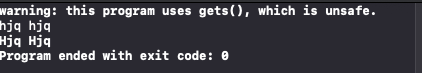 warning: this program uses gets(), which is unsafe.
hjq hjq
Hjq Hjq
Program ended with exit code: 0